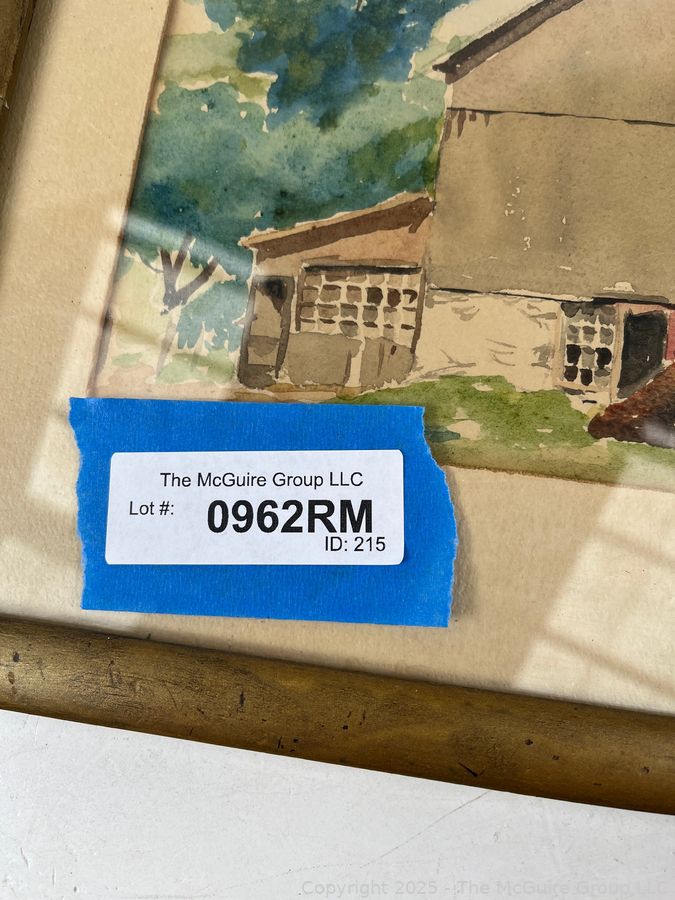 The McGuire Group LLC
Lot #: 0962RM
ID: 215
Copyright 2025 - The McGuire Group LLC